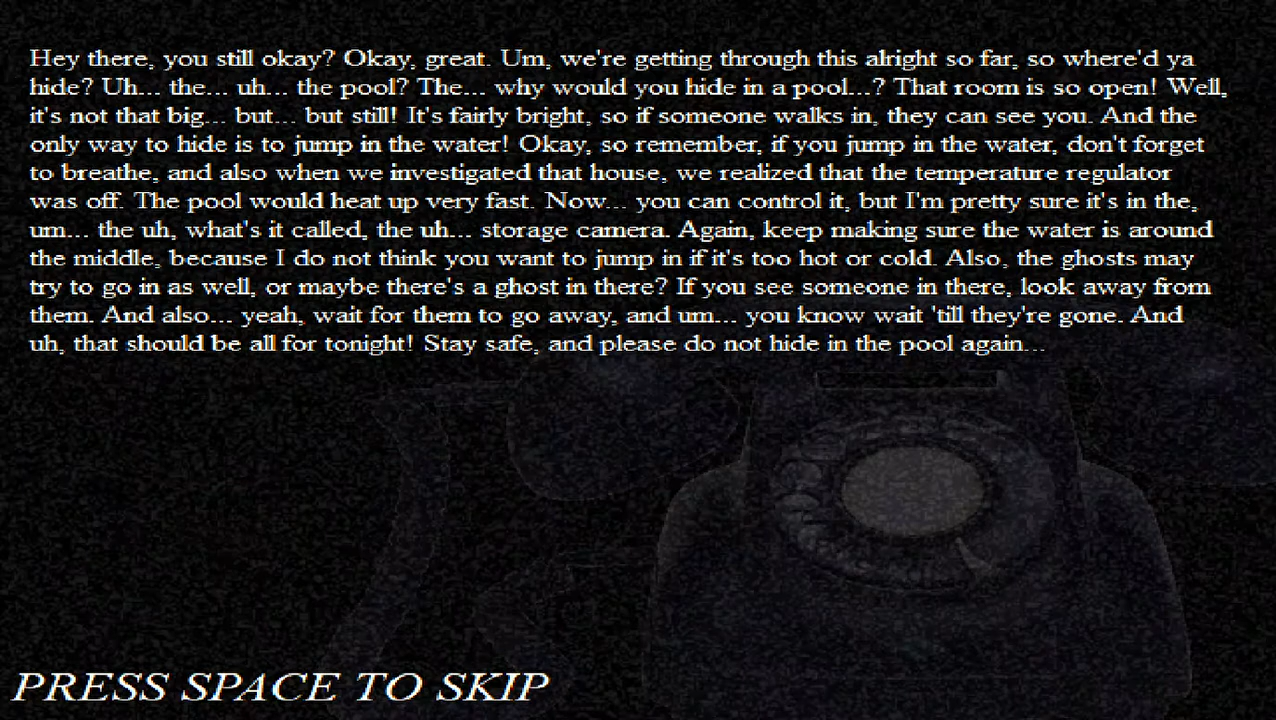 Hey there, you still okay? Okay, great. Um, we're getting through this alright so far, so where'd ya
hide? Uh... the... uh... the pool? The... why would you hide in a pool...? That room is so open! Well,
it's not that big... but... but still! It's fairly bright, so if someone walks in, they can see you. And the
only way to hide is to jump in the water! Okay, so remember, if you jump in the water, don't forget
to breathe, and also when we investigated that house, we realized that the temperature regulator
was off. The pool would heat up very fast. Now... you can control it, but I'm pretty sure it's in the,
um... the uh, what's it called, the uh... storage camera. Again, keep making sure the water is around
the middle, because I do not think you want to jump in if it's too hot or cold. Also, the ghosts may
try to go in as well, or maybe there's a ghost in there? If you see someone in there, look away from
them. And also... yeah, wait for them to go away, and um... you know wait 'till they're gone. And
uh, that should be all for tonight! Stay safe, and please do not hide in the pool again...
PRESS SPACE TO SKIP